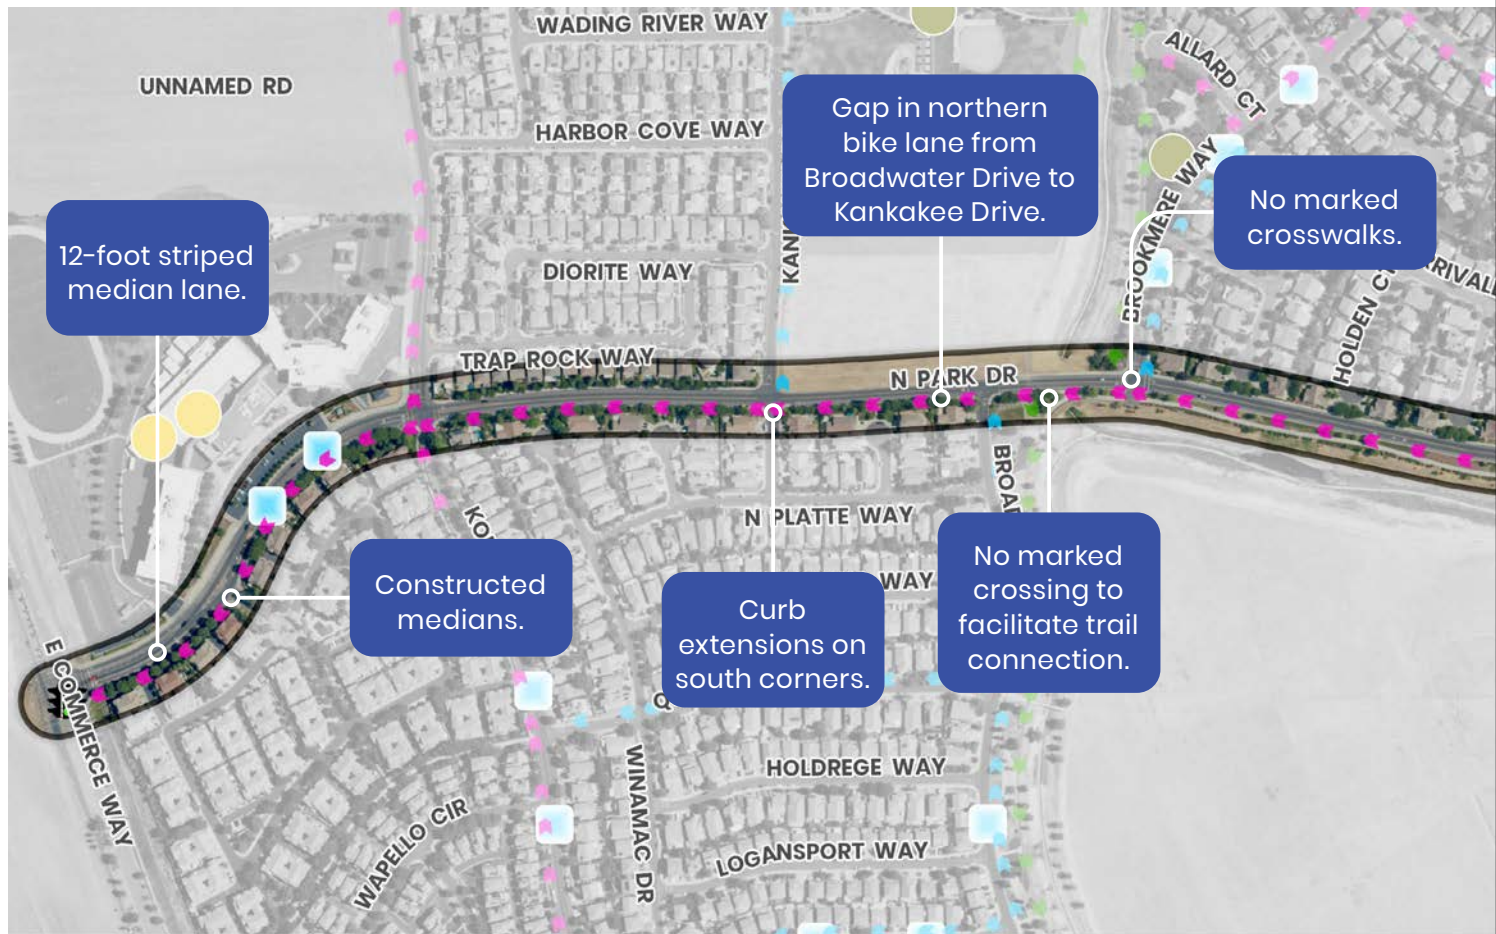 WADING RIVER WAY
UNNAMED RD
ALLARD CT
HARBOR COVE WAY
Gap in northern
bike lane from
Broadwater Drive to
Kankakee Drive.
BROOKMERE WAY
No marked
crosswalks.
12-foot striped
median lane.
DIORITE WAY
HOLDEN
TRAP ROCK WAY
N PARK DR
N PLATTE WAY
Constructed
medians.
WAY
Curb
extensions on
south corners.
No marked
crossing to
facilitate trail
connection.
E COMMERCE WAY
WINAMAC DR
HOLDREGE WAY
WAPELLO CIR
LOGANSPORT WAY